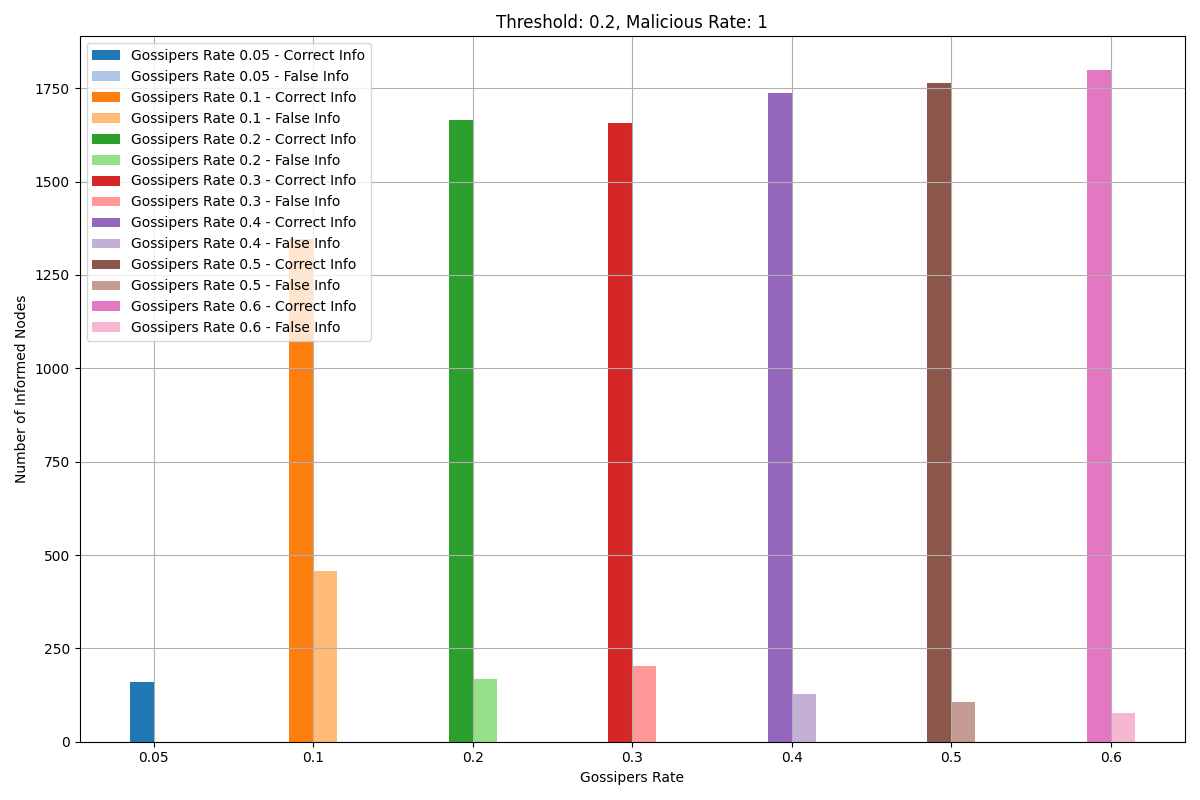 Threshold: 0.2, Malicious Rate: 1
Gossipers Rate 0.05 - Correct Info
Gossipers Rate 0.05 - False Info
Gossipers Rate 0.1 - Correct Info
Gossipers Rate 0.1 - False Info
Gossipers Rate 0.2 - Correct Info
Gossipers Rate 0.2 - False Info
Gossipers Rate 0.3 - Correct Info
Gossipers Rate 0.3 - False Info
Gossipers Rate 0.4 - Correct Info
Gossipers Rate 0.4 - False Info
Gossipers Rate 0.5 - Correct Info
Gossipers Rate 0.5 - False Info
Gossipers Rate 0.6 - Correct Info
Gossipers Rate 0.6 - False Info
Number of Informed Nodes
1750
1500
1250
1000
750
500
250
0
0.05 0.1 0.2 0.3 0.4 0.5 0.6
Gossipers Rate